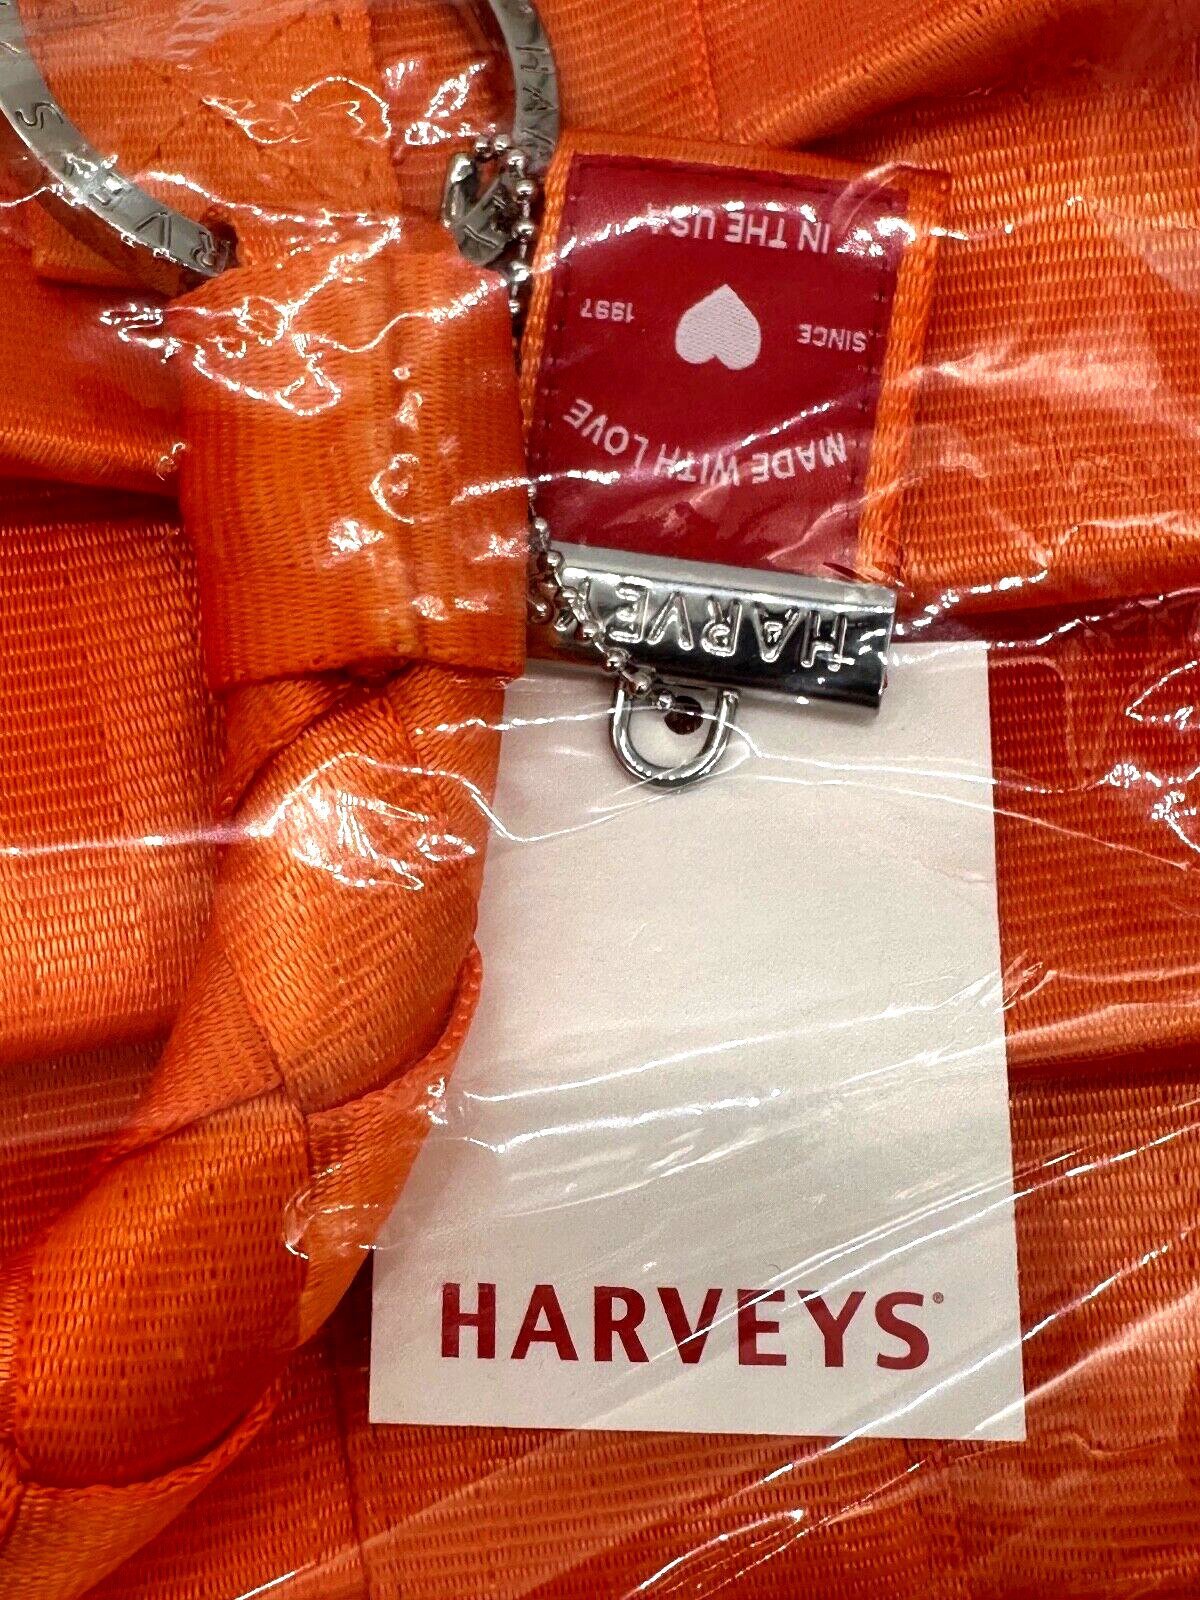 MADE WITH LOVE
SINCE 1997
IN THE USA
HARVE
HARVEYS®